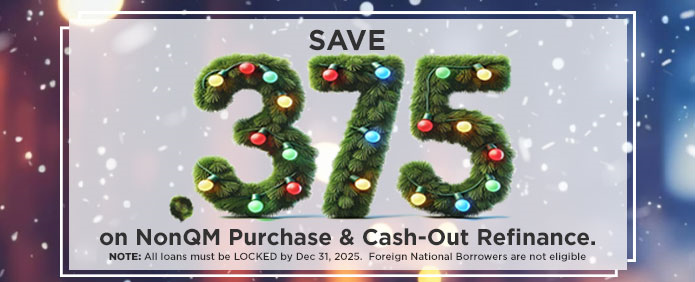 SAVE
.375
on NonQM Purchase & Cash-Out Refinance.
NOTE: All loans must be LOCKED by Dec 31, 2025. Foreign National Borrowers are not eligible